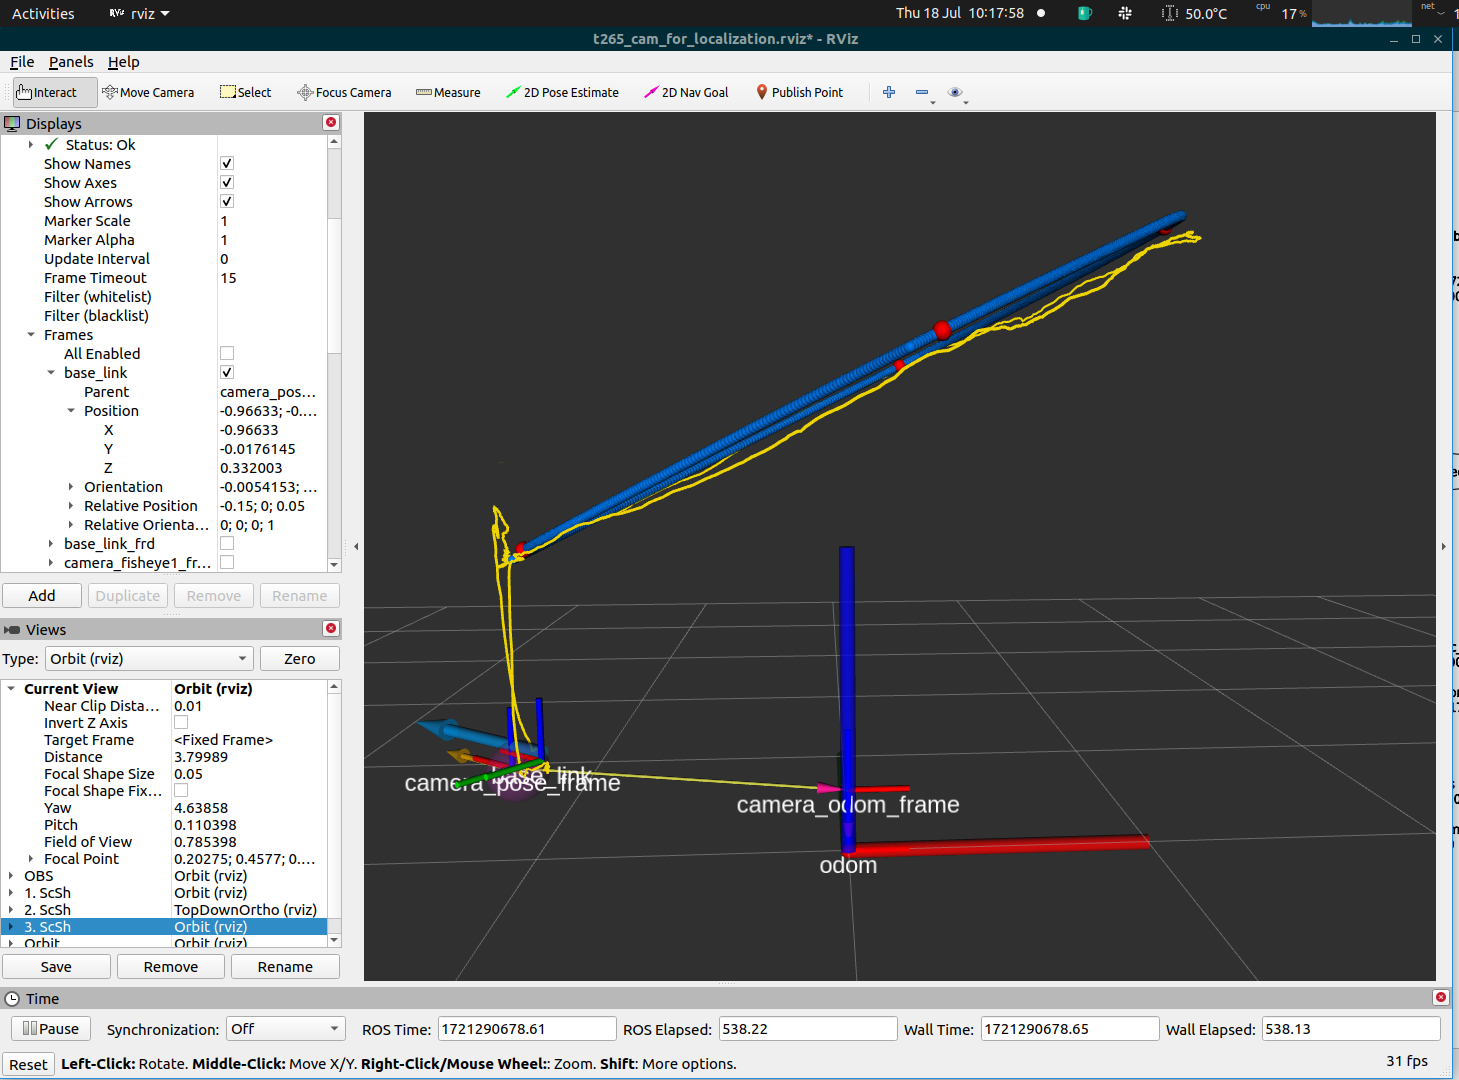 Activities
RViz
rviz
Thu 18 Jul 10:17:58
50.0°C
cpu
17%
net
t265_cam_for_localization.rviz* - RViz
File Panels Help
Interact
Move Camera
Select
Focus Camera
Measure
2D Pose Estimate
2D Nav Goal
Publish Point
Displays
Status: Ok
Show Names
Show Axes
Show Arrows
Marker Scale 1
Marker Alpha 1
Update Interval 0
Frame Timeout 15
Filter (whitelist)
Filter (blacklist)
Frames
All Enabled
base_link
Parent camera_pos...
Position -0.96633; -0....
X -0.96633
Y -0.0176145
Z 0.332003
Orientation -0.0054153; ...
Relative Position -0.15; 0; 0.05
Relative Orienta... 0; 0; 0; 1
base_link_frd
camera_fisheye1_fr...
Add Duplicate Remove Rename
Views
Type: Orbit (rviz) Zero
Current View Orbit (rviz)
Near Clip Dista... 0.01
Invert Z Axis
Target Frame <Fixed Frame>
Distance 3.79989
Focal Shape Size 0.05
Focal Shape Fix...
Yaw 4.63858
Pitch 0.110398
Field of View 0.785398
Focal Point 0.20275; 0.4577; 0....
OBS Orbit (rviz)
1. ScSh Orbit (rviz)
2. ScSh TopDownOrtho (rviz)
3. ScSh Orbit (rviz)
Orbit Orbit (rviz)
Save Remove Rename
base_link
camera_pose_frame
camera_odom_frame
odom
Time
Pause Synchronization: Off ROS Time: 1721290678.61 ROS Elapsed: 538.22 Wall Time: 1721290678.65 Wall Elapsed: 538.13
Reset Left-Click: Rotate. Middle-Click: Move X/Y. Right-Click/Mouse Wheel:: Zoom. Shift: More options.
31 fps